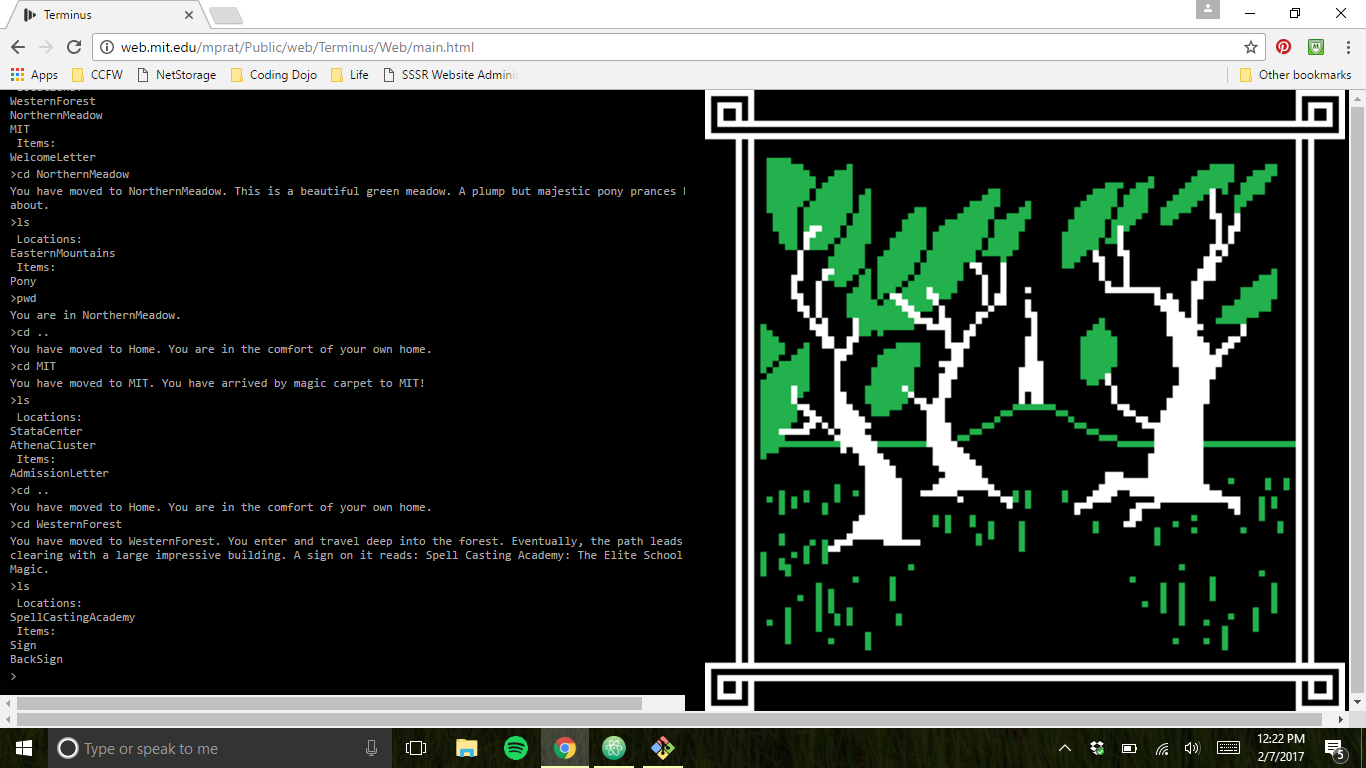 Terminus
web.mit.edu/mprat/Public/web/Terminus/Web/main.html
Apps CCFW NetStorage Coding Dojo Life SSSR Website Adminis Other bookmarks
WesternForest
NorthernMeadow
MIT
Items:
WelcomeLetter
>cd NorthernMeadow
You have moved to NorthernMeadow. This is a beautiful green meadow. A plump but majestic pony prances
about.
>ls
Locations:
EasternMountains
Items:
Pony
>pwd
You are in NorthernMeadow.
>cd ..
You have moved to Home. You are in the comfort of your own home.
>cd MIT
You have moved to MIT. You have arrived by magic carpet to MIT!
>ls
Locations:
StataCenter
AthenaCluster
Items:
AdmissionLetter
>cd ..
You have moved to Home. You are in the comfort of your own home.
>cd WesternForest
You have moved to WesternForest. You enter and travel deep into the forest. Eventually, the path leads
clearing with a large impressive building. A sign on it reads: Spell Casting Academy: The Elite School
Magic.
>ls
Locations:
SpellCastingAcademy
Items:
Sign
BackSign
>
Type or speak to me
12:22 PM
2/7/2017
5